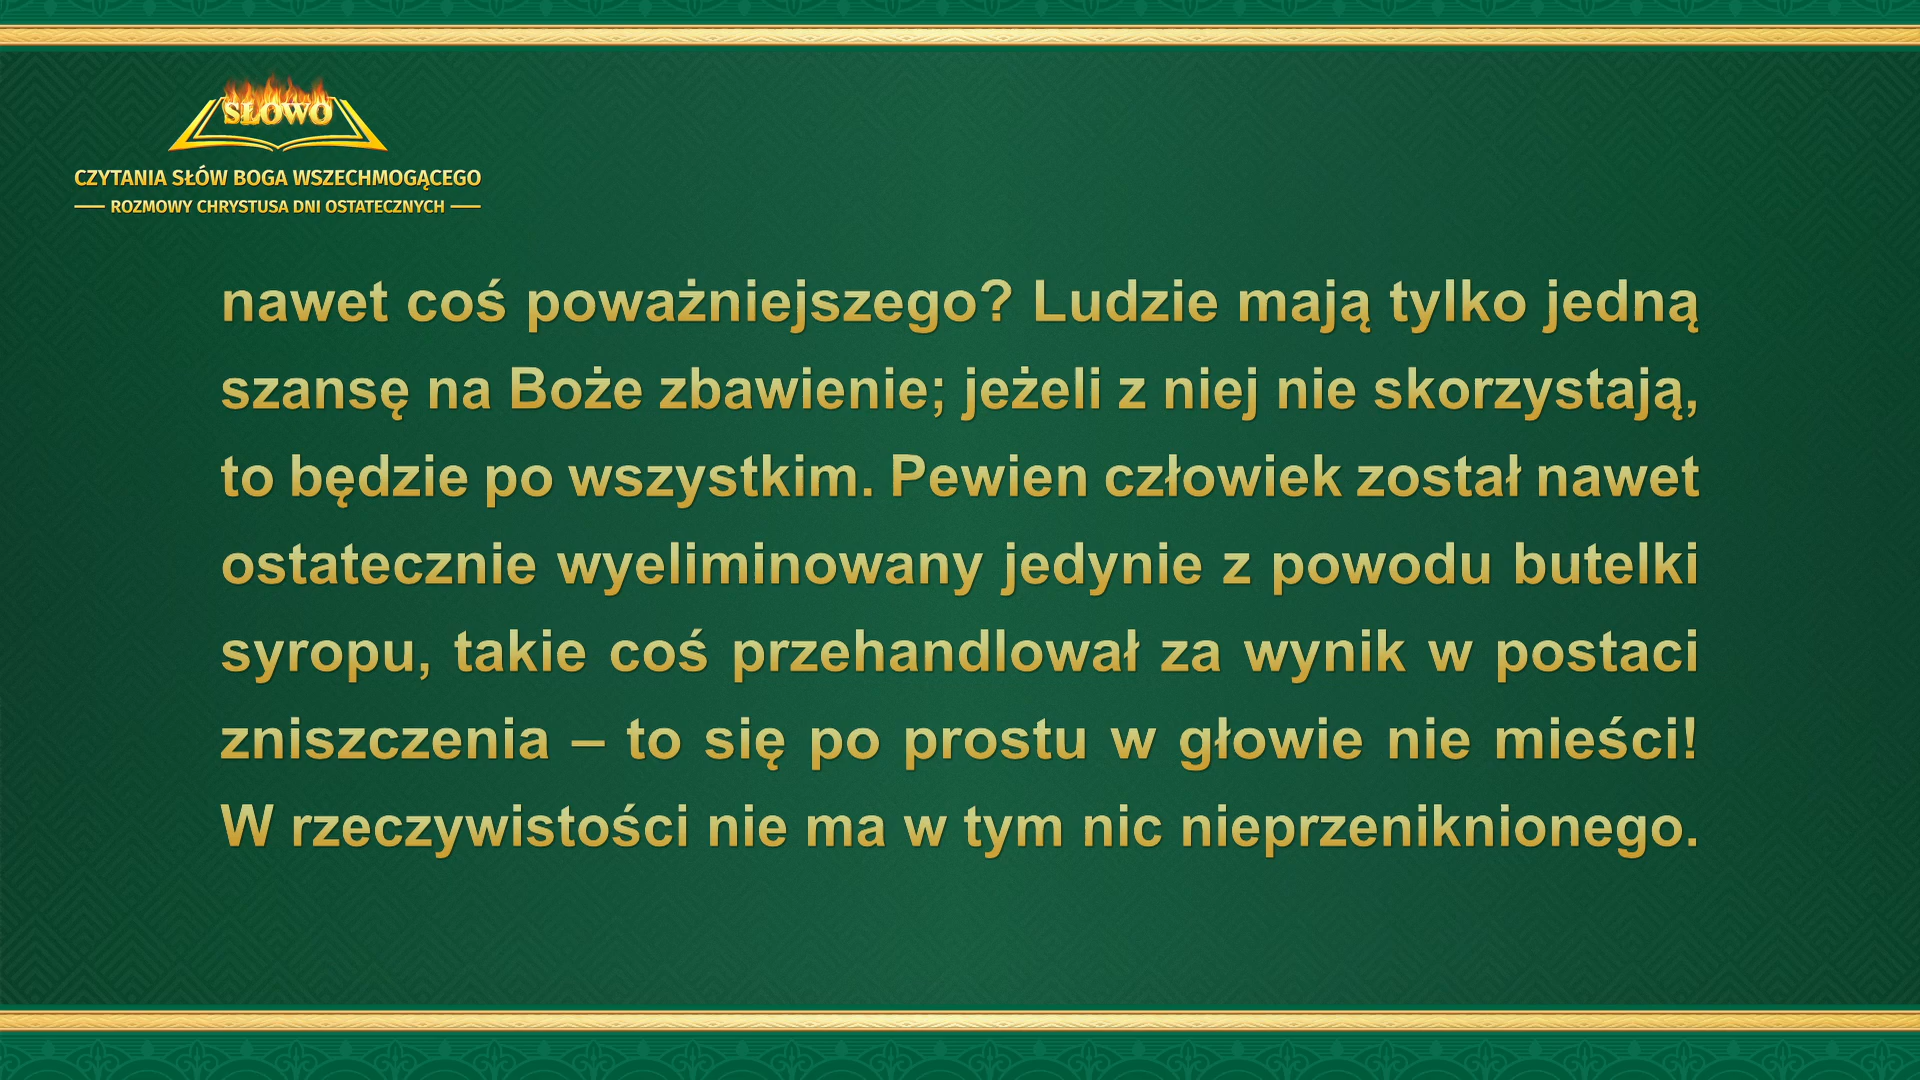 SŁOWO
CZYTANIA SŁÓW BOGA WSZECHMOGĄCEGO
ROZMOWY CHRYSTUSA DNI OSTATECZNYCH
nawet coś poważniejszego? Ludzie mają tylko jedną
szansę na Boże zbawienie; jeżeli z niej nie skorzystają,
to będzie po wszystkim. Pewien człowiek został nawet
ostatecznie wyeliminowany jedynie z powodu butelki
syropu, takie coś przehandlował za wynik w postaci
zniszczenia – to się po prostu w głowie nie mieści!
W rzeczywistości nie ma w tym nic nieprzeniknionego.